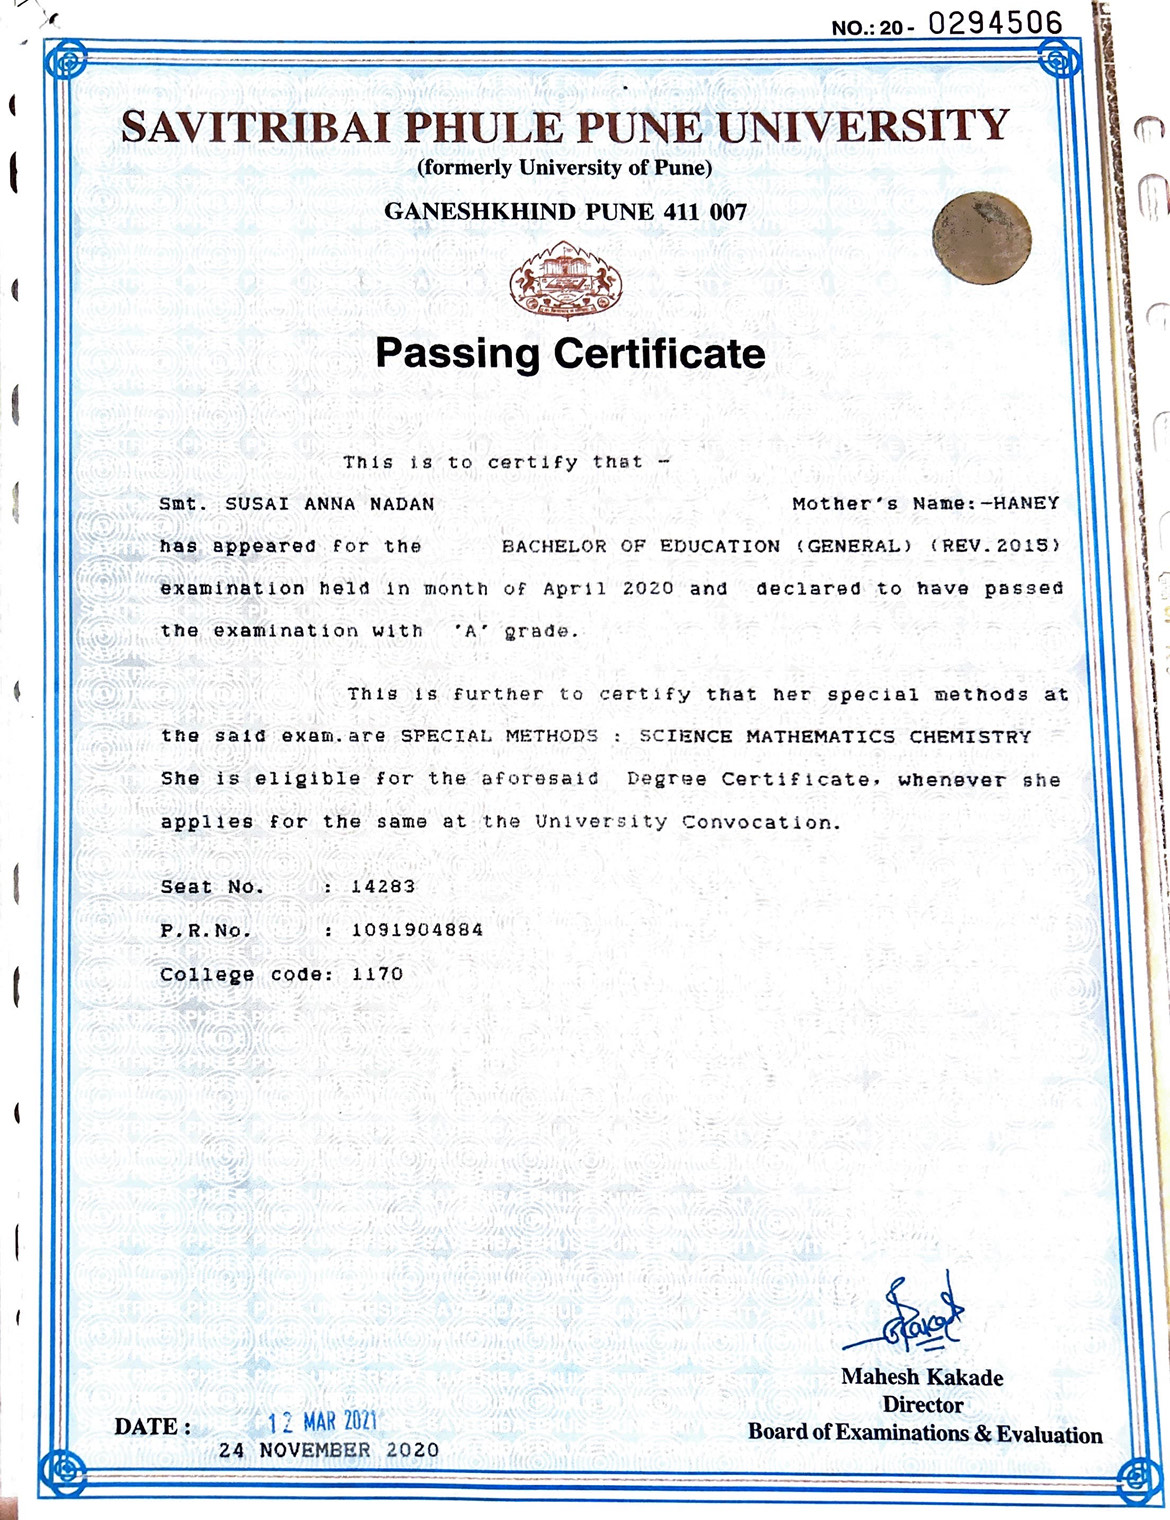 NO.: 20 - 0294506
SAVITRIBAI PHULE PUNE UNIVERSITY
(formerly University of Pune)
GANESHKHIND PUNE 411 007
Passing Certificate
This is to certify that -
Smt. SUSAI ANNA NADAN Mother's Name:-HANEY
has appeared for the BACHELOR OF EDUCATION (GENERAL) (REV.2015)
examination held in month of April 2020 and declared to have passed
the examination with 'A' grade.
This is further to certify that her special methods at
the said exam.are SPECIAL METHODS : SCIENCE MATHEMATICS CHEMISTRY
She is eligible for the aforesaid Degree Certificate, whenever she
applies for the same at the University Convocation.
Seat No. : 14283
P.R.No. : 1091904884
College code: 1170
Mahesh Kakade
Director
Board of Examinations & Evaluation
DATE : 12 MAR 2021
24 NOVEMBER 2020